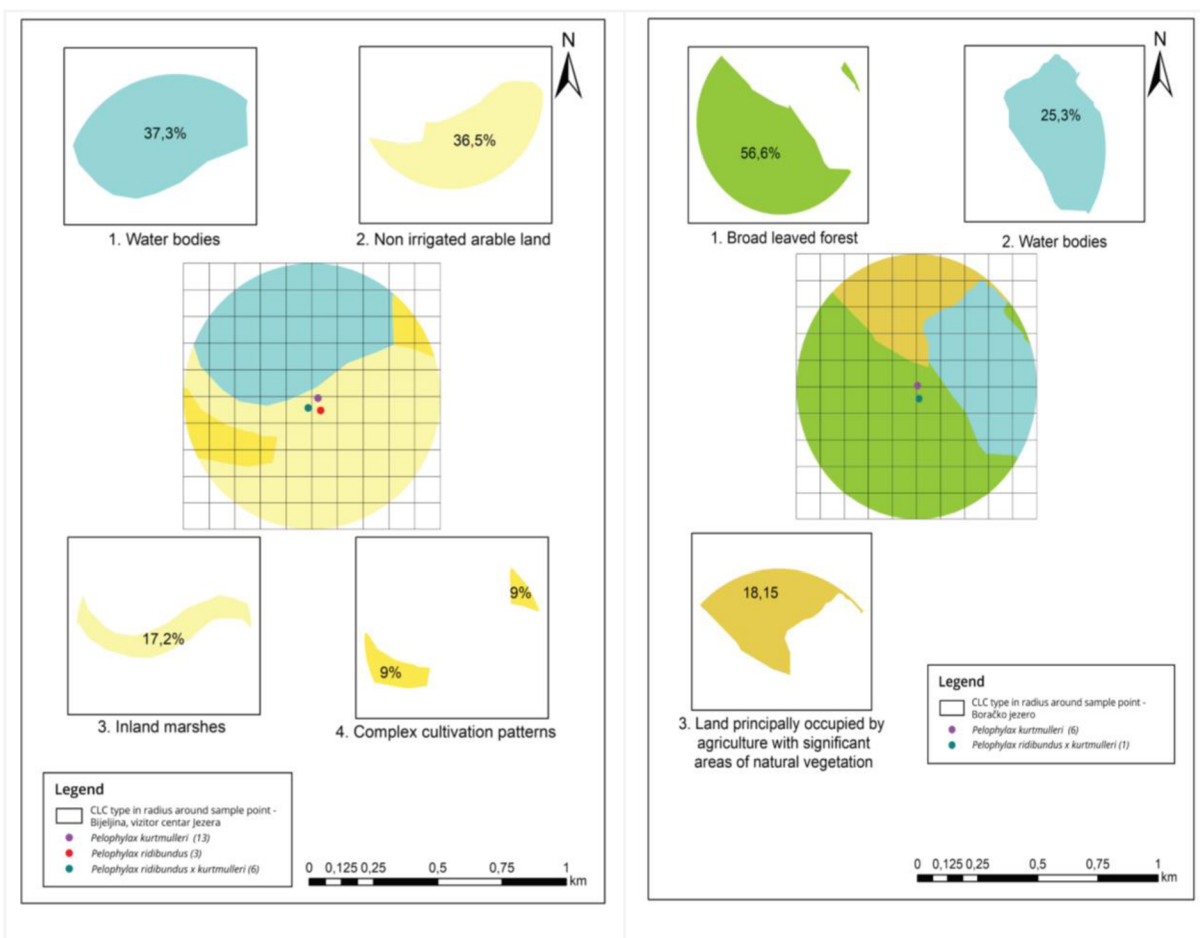 N
37,3%
36,5%
1. Water bodies
2. Non irrigated arable land
17,2%
9%
9%
3. Inland marshes
4. Complex cultivation patterns
Legend
CLC type in radius around sample point -
Bijeljina, vizitor centar Jezera
Pelophylax kurtmulleri (13)
Pelophylax ridibundus (3)
Pelophylax ridibundus x kurtmulleri (6)
0 0,125 0,25 0,5 0,75 1
km
N
56,6%
25,3%
1. Broad leaved forest
2. Water bodies
18,15
3. Land principally occupied by
agriculture with significant
areas of natural vegetation
Legend
CLC type in radius around sample point -
Boračko jezero
Pelophylax kurtmulleri (6)
Pelophylax ridibundus x kurtmulleri (1)
0 0,125 0,25 0,5 0,75 1
km